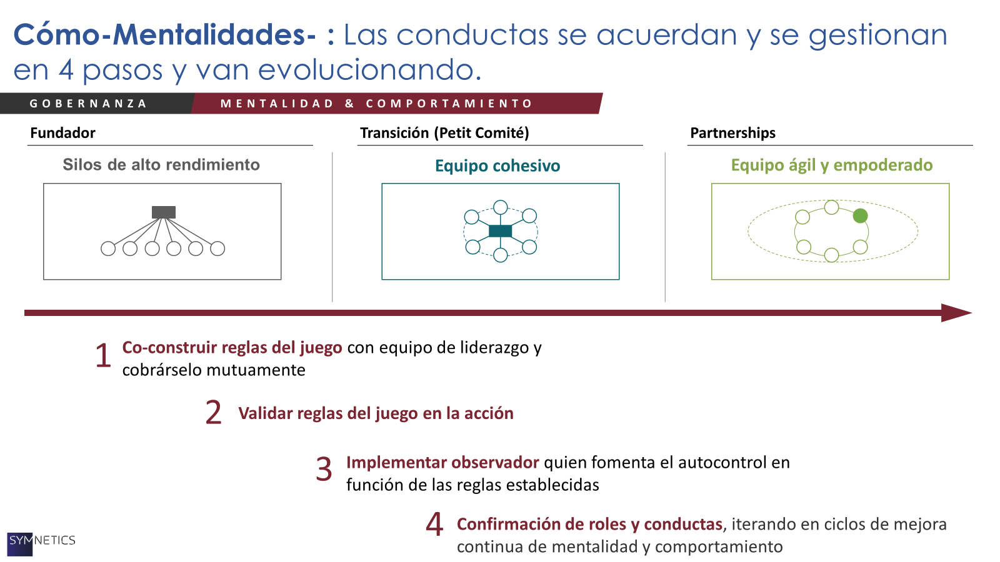 Cómo-Mentalidades- : Las conductas se acuerdan y se gestionan
en 4 pasos y van evolucionando.
GOBERNANZA
MENTALIDAD & COMPORTAMIENTO
Fundador
Transición (Petit Comité)
Partnerships
Silos de alto rendimiento
Equipo cohesivo
Equipo ágil y empoderado
1
Co-construir reglas del juego con equipo de liderazgo y
cobrárselo mutuamente
2
Validar reglas del juego en la acción
3
Implementar observador quien fomenta el autocontrol en
función de las reglas establecidas
4
Confirmación de roles y conductas, iterando en ciclos de mejora
continua de mentalidad y comportamiento
SYMNETICS